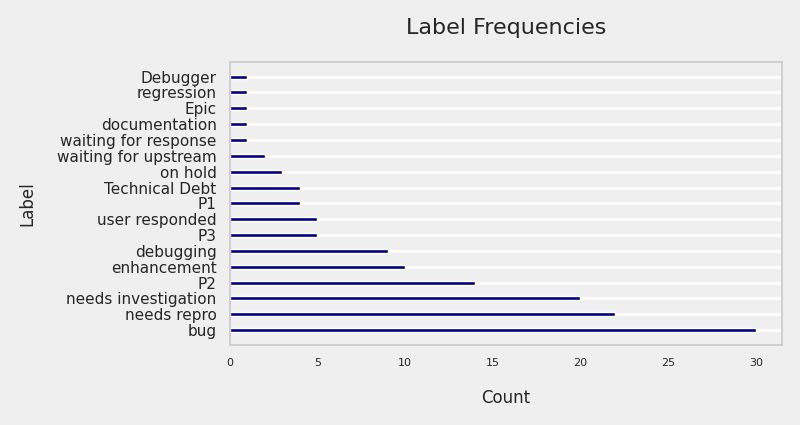 Label Frequencies
Debugger
regression
Epic
documentation
waiting for response
waiting for upstream
on hold
Technical Debt
P1
user responded
P3
debugging
enhancement
P2
needs investigation
needs repro
bug
Label
0 5 10 15 20 25 30
Count